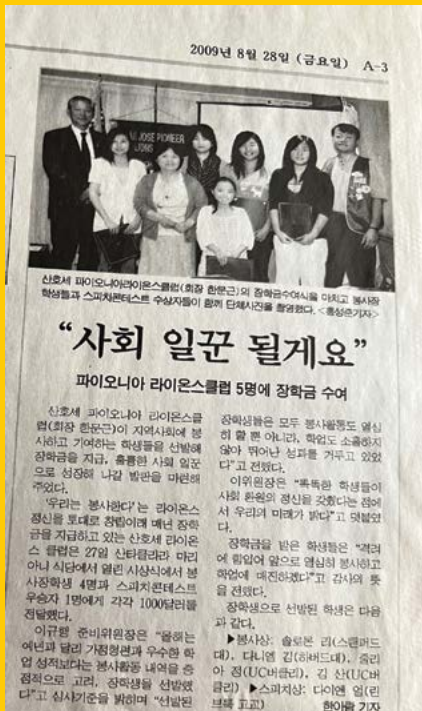 2009년 8월 28일 (금요일) A-3
JOSE PIONEER
LIONS
산호세 파이오니아라이온스클럽(회장 한문근)의 장학금수여식을 마치고 봉사장
학생들과 스피치콘테스트 수상자들이 함께 단체사진을 촬영했다. <홍성준기자>
“사회 일꾼 될게요”
파이오니아 라이온스클럽 5명에 장학금 수여
산호세 파이오니아 라이온스클
럽(회장 한문근)이 지역사회에 봉
사하고 기여하는 학생들을 선발해
장학금을 지급, 훌륭한 사회 일꾼
으로 성장해 나갈 발판을 마련해
주었다.
‘우리는 봉사한다’는 라이온스
정신을 토대로 창립이래 매년 장학
금을 지급하고 있는 산호세 라이온
스 클럽은 27일 산타클라라 마리
아니 식당에서 열린 시상식에서 봉
사장학생 4명과 스피치콘테스트
우승자 1명에게 각각 1000달러를
전달했다.
이규랑 준비위원장은 “올해는
예년과 달리 가정형편과 우수한 학
업 성적보다는 봉사활동 내역을 중
점적으로 고려, 장학생을 선발했
다”고 심사기준을 밝히며 “선발된
장학생들은 모두 봉사활동도 열심
히 할 뿐 아니라, 학업도 소홀하지
않아 뛰어난 성과를 거두고 있었
다”고 전했다.
이위원장은 “똑똑한 학생들이
사회 환원의 정신을 갖췄다는 점에
서 우리의 미래가 밝다”고 덧붙였
다.
장학금을 받은 학생들은 “격려
에 힘입어 앞으로 열심히 봉사하고
학업에 매진하겠다”고 감사의 뜻
을 전했다.
장학생으로 선발된 학생은 다음
과 같다.
▶봉사상: 솔로몬 리(스탠퍼드
대), 다니엘 김(하버드대), 줄리
아 정(UC버클리), 김 산(UC버
클리) ▶스피치상: 다이앤 엄(린
브룩 고교) 한아람 기자